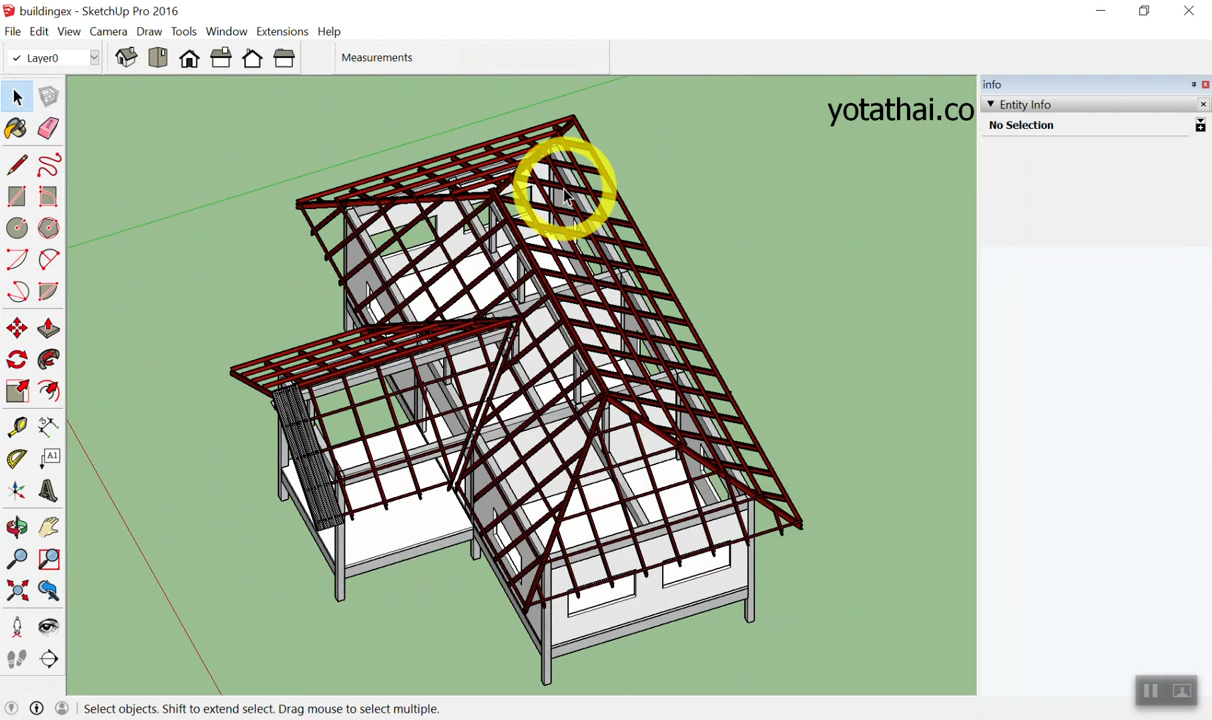 buildingex - SketchUp Pro 2016
File Edit View Camera Draw Tools Window Extensions Help
Layer0
Measurements
info
Entity Info
No Selection
yotathai.co
A1
Select objects. Shift to extend select. Drag mouse to select multiple.